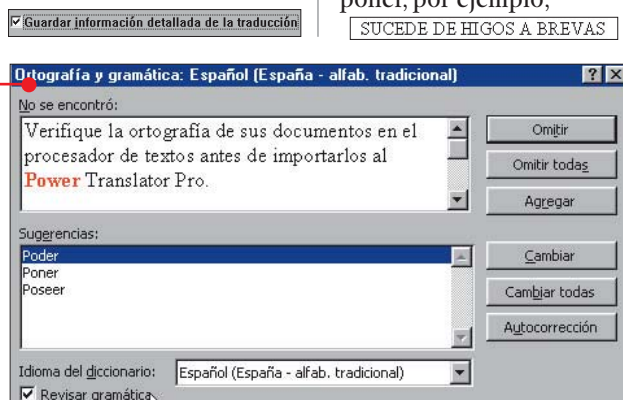 Guardar información detallada de la traducción
poner, por ejemplo,
SUCEDE DE HIGOS A BREVAS
Ortografía y gramática: Español (España - alfab. tradicional)
No se encontró:
Verifique la ortografía de sus documentos en el
procesador de textos antes de importarlos al
Power Translator Pro.
Omitir
Omitir todas
Agregar
Sugerencias:
Poder
Poner
Poseer
Cambiar
Cambiar todas
Autocorrección
Idioma del diccionario: Español (España - alfab. tradicional)
Revisar gramática